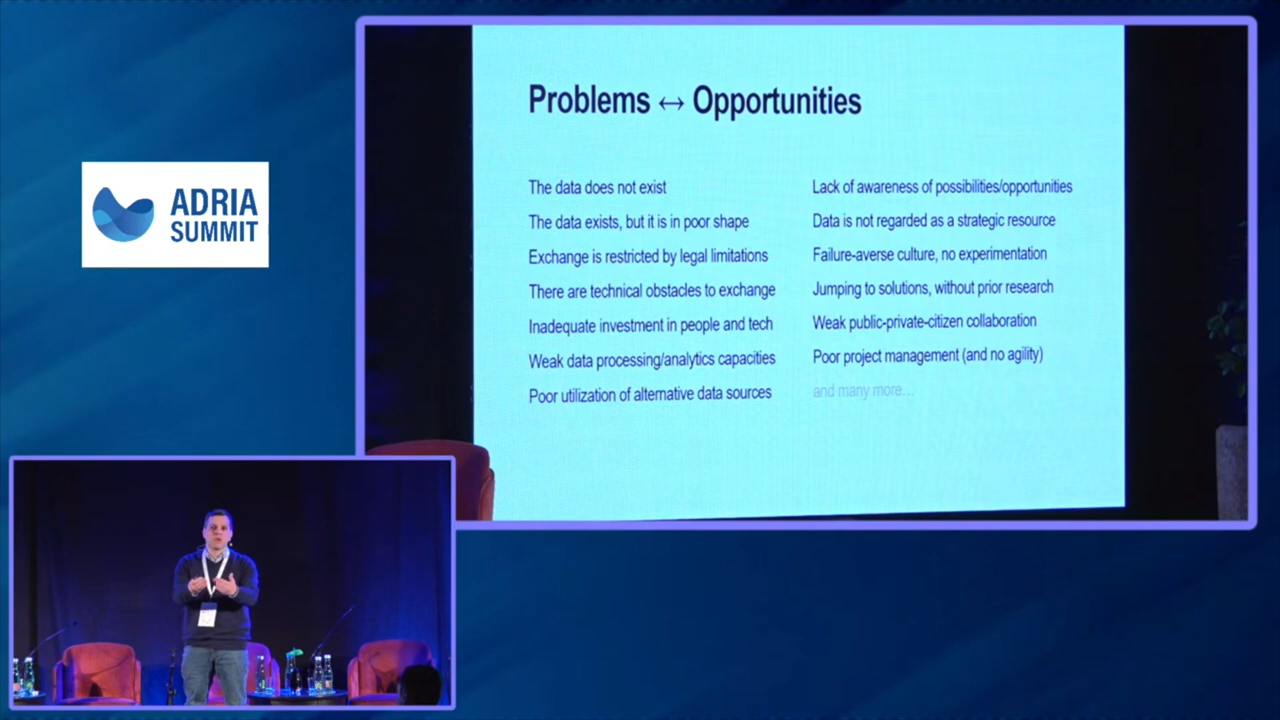 Problems ↔ Opportunities
The data does not exist
The data exists, but it is in poor shape
Exchange is restricted by legal limitations
There are technical obstacles to exchange
Inadequate investment in people and tech
Weak data processing/analytics capacities
Poor utilization of alternative data sources
Lack of awareness of possibilities/opportunities
Data is not regarded as a strategic resource
Failure-averse culture, no experimentation
Jumping to solutions, without prior research
Weak public-private-citizen collaboration
Poor project management (and no agility)
and many more...
ADRIA
SUMMIT